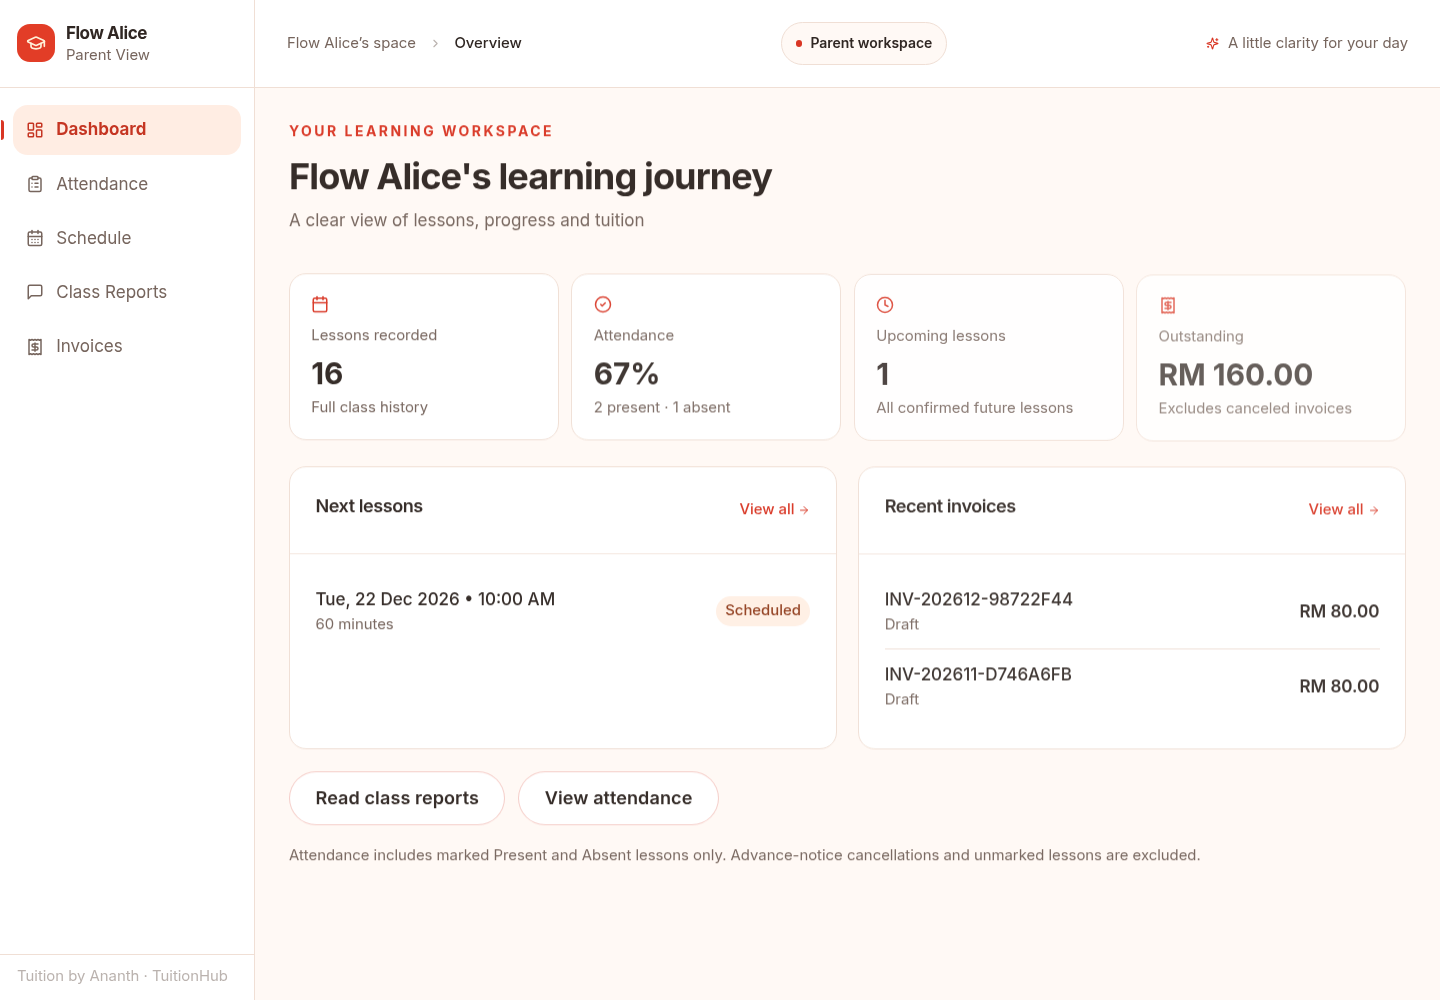 Flow Alice
Parent View
Flow Alice's space > Overview
Parent workspace
A little clarity for your day
Dashboard
Attendance
Schedule
Class Reports
Invoices
YOUR LEARNING WORKSPACE
Flow Alice's learning journey
A clear view of lessons, progress and tuition
Lessons recorded
16
Full class history
Attendance
67%
2 present · 1 absent
Upcoming lessons
1
All confirmed future lessons
Outstanding
RM 160.00
Excludes canceled invoices
Next lessons
View all →
Tue, 22 Dec 2026 • 10:00 AM
60 minutes
Scheduled
Recent invoices
View all →
INV-202612-98722F44
Draft
RM 80.00
INV-202611-D746A6FB
Draft
RM 80.00
Read class reports
View attendance
Attendance includes marked Present and Absent lessons only. Advance-notice cancellations and unmarked lessons are excluded.
Tuition by Ananth · TuitionHub